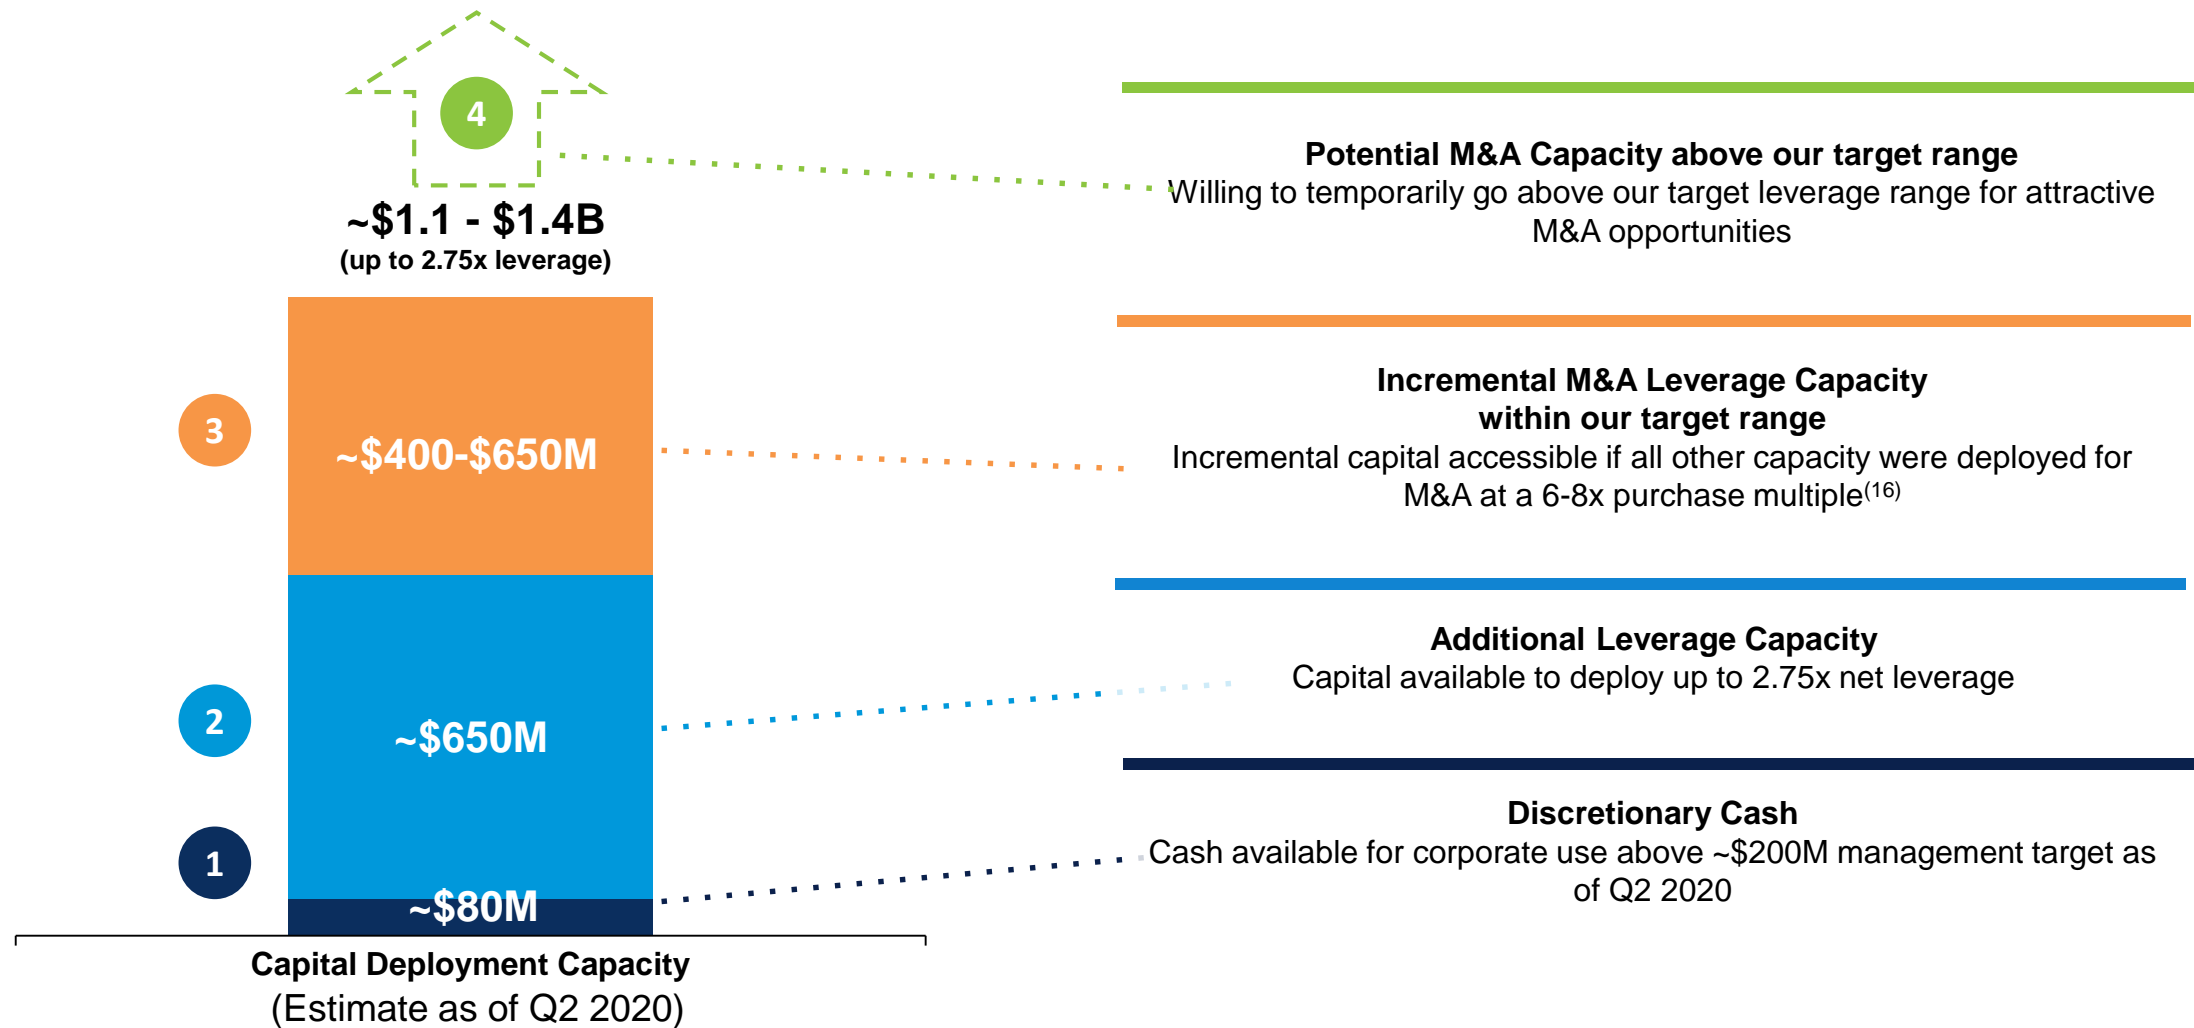 4
~$1.1 - $1.4B
(up to 2.75x leverage)
3
~$400-$650M
2
~$650M
1
~$80M
Capital Deployment Capacity
(Estimate as of Q2 2020)
Potential M&A Capacity above our target range
Willing to temporarily go above our target leverage range for attractive
M&A opportunities
Incremental M&A Leverage Capacity
within our target range
Incremental capital accessible if all other capacity were deployed for
M&A at a 6-8x purchase multiple(16)
Additional Leverage Capacity
Capital available to deploy up to 2.75x net leverage
Discretionary Cash
Cash available for corporate use above ~$200M management target as
of Q2 2020